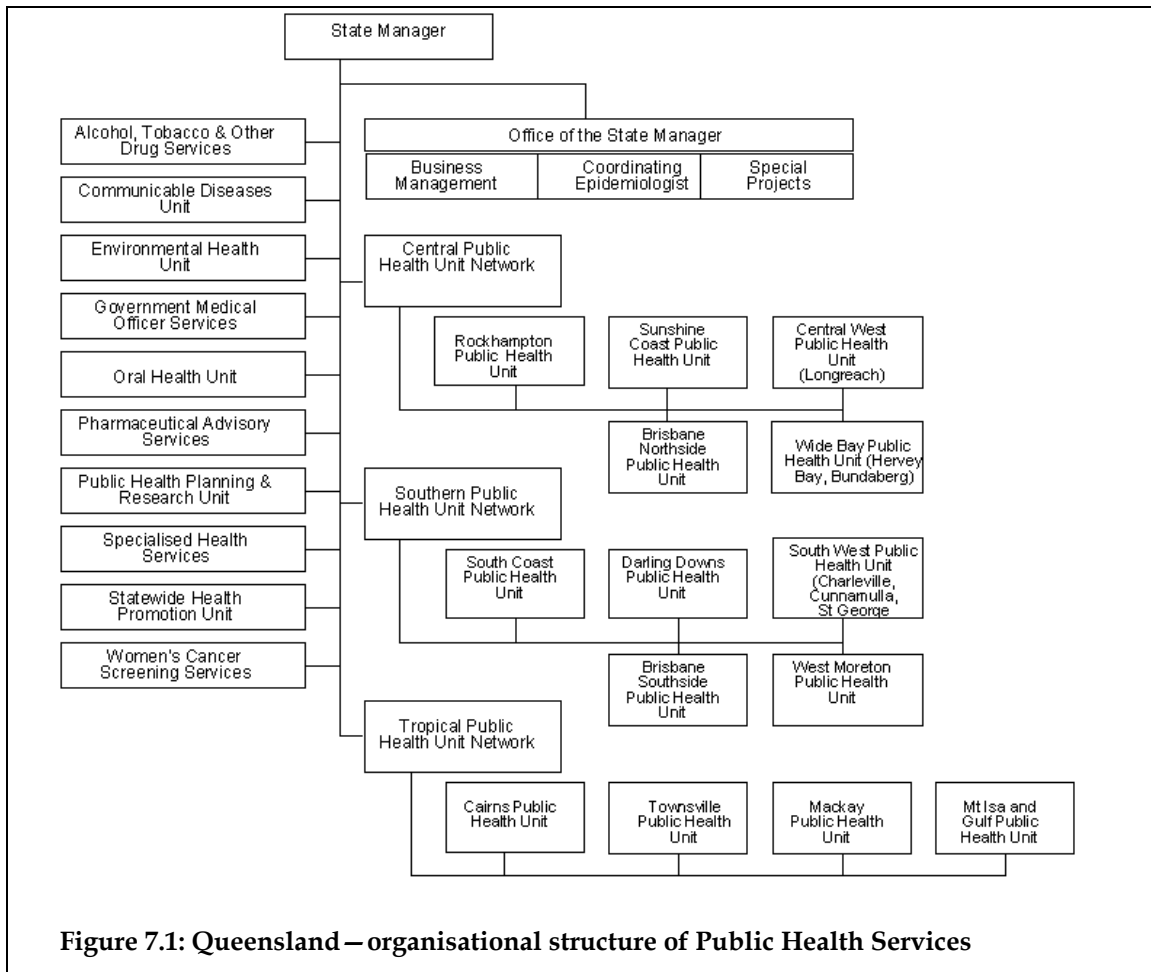 State Manager
Alcohol, Tobacco & Other
Drug Services
Communicable Diseases
Unit
Environmental Health
Unit
Government Medical
Officer Services
Oral Health Unit
Pharmaceutical Advisory
Services
Public Health Planning &
Research Unit
Specialised Health
Services
Statewide Health
Promotion Unit
Women's Cancer
Screening Services
Office of the State Manager
Business
Management
Coordinating
Epidemiologist
Special
Projects
Central Public
Health Unit Network
Rockhampton
Public Health
Unit
Sunshine
Coast Public
Health Unit
Central West
Public Health
Unit
(Longreach)
Brisbane
Northside
Public Health
Unit
Wide Bay Public
Health Unit (Hervey
Bay, Bundaberg)
Southern Public
Health Unit Network
South Coast
Public Health
Unit
Darling Downs
Public Health
Unit
South West Public
Health Unit
(Charleville,
Cunnamulla,
St George
Brisbane
Southside
Public Health
Unit
West Moreton
Public Health
Unit
Tropical Public
Health Unit Network
Cairns Public
Health Unit
Townsville
Public Health
Unit
Mackay
Public Health
Unit
Mt Isa and
Gulf Public
Health Unit
Figure 7.1: Queensland—organisational structure of Public Health Services